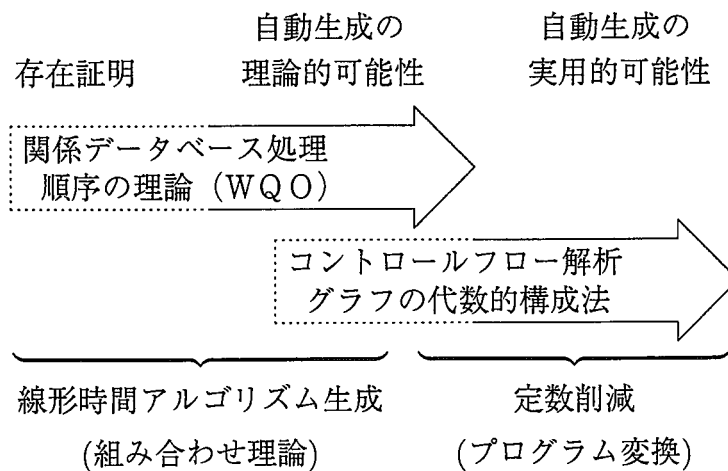 自動生成の
自動生成の
存在証明
理論的可能性
実用的可能性
関係データベース処理
順序の理論（ＷＱＯ）
コントロールフロー解析
グラフの代数的構成法
線形時間アルゴリズム生成
定数削減
(組み合わせ理論)
(プログラム変換)